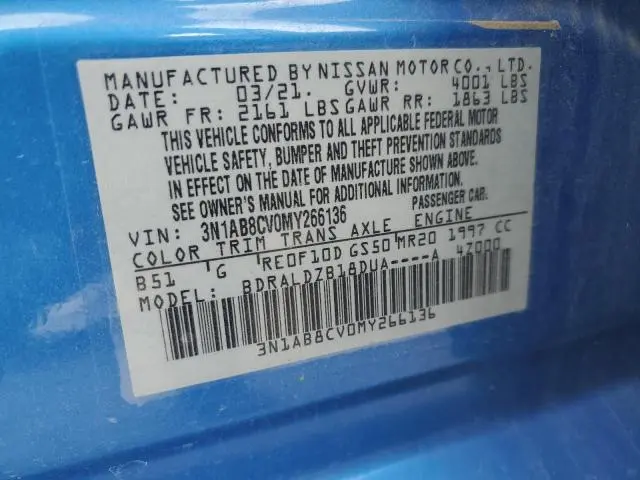 MANUFACTURED BY NISSAN MOTOR CO., LTD.
DATE: 03/21. GVWR: 4001 LBS
GAWR FR: 2161 LBS GAWR RR: 1863 LBS
THIS VEHICLE CONFORMS TO ALL APPLICABLE FEDERAL MOTOR
VEHICLE SAFETY, BUMPER AND THEFT PREVENTION STANDARDS
IN EFFECT ON THE DATE OF MANUFACTURE SHOWN ABOVE.
SEE OWNER'S MANUAL FOR ADDITIONAL INFORMATION.
VIN: 3N1AB8CV0MY266136 PASSENGER CAR.
COLOR TRIM TRANS AXLE ENGINE
B51 G RE0F10D GS50 MR20 1997 CC
MODEL: BDRALDZB18DUA----A 47000
3N1AB8CV0MY266136